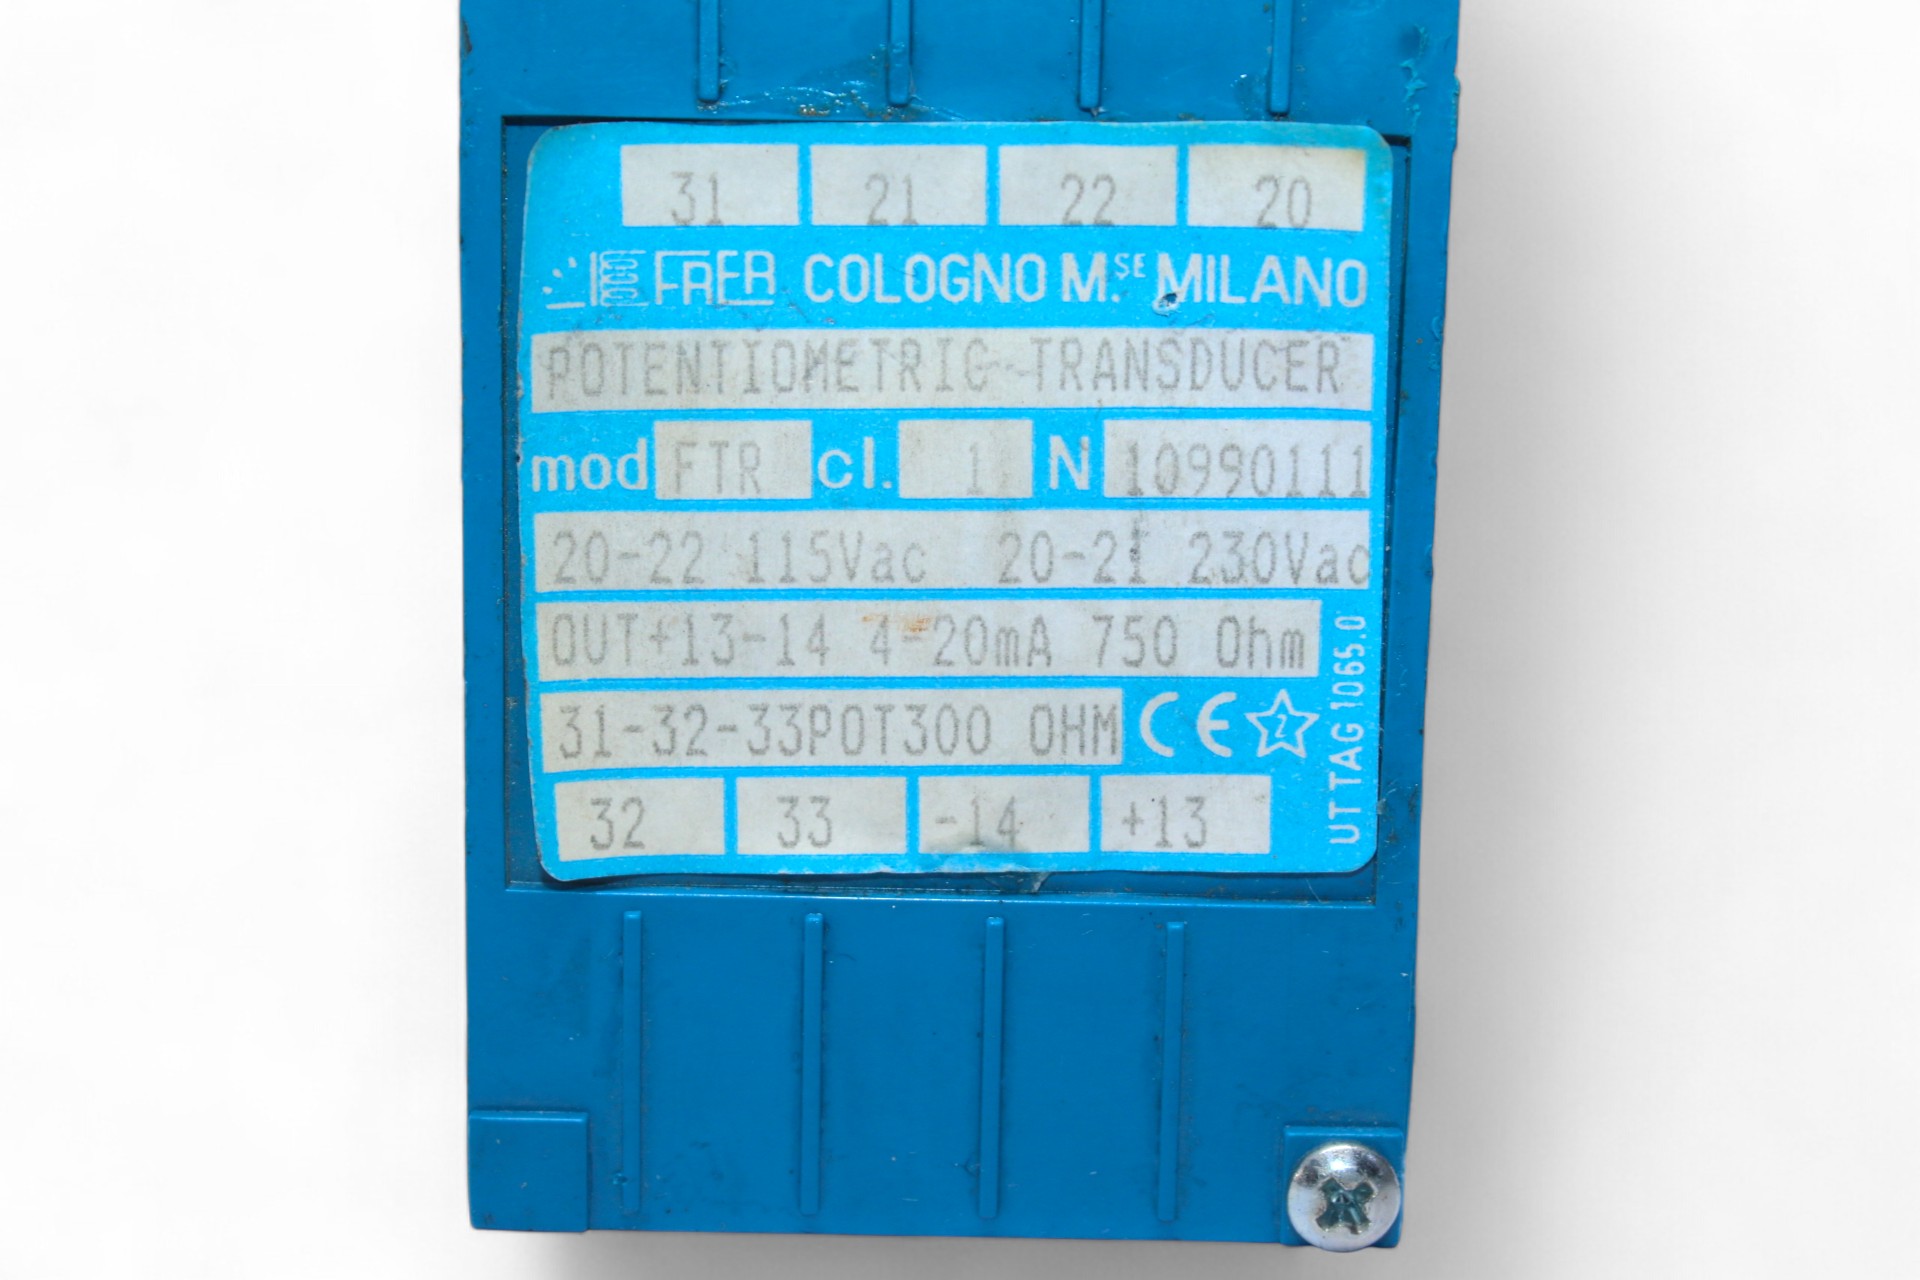 31 21 22 20
FRER COLOGNO M.SE MILANO
POTENTIOMETRIC TRANSDUCER
mod FTR cl. 1 N 10990111
20-22 115Vac 20-21 230Vac
OUT+13-14 4-20mA 750 Ohm
31-32-33POT300 OHM CE 2
32 33 -14 +13
UT TAG 1065.0